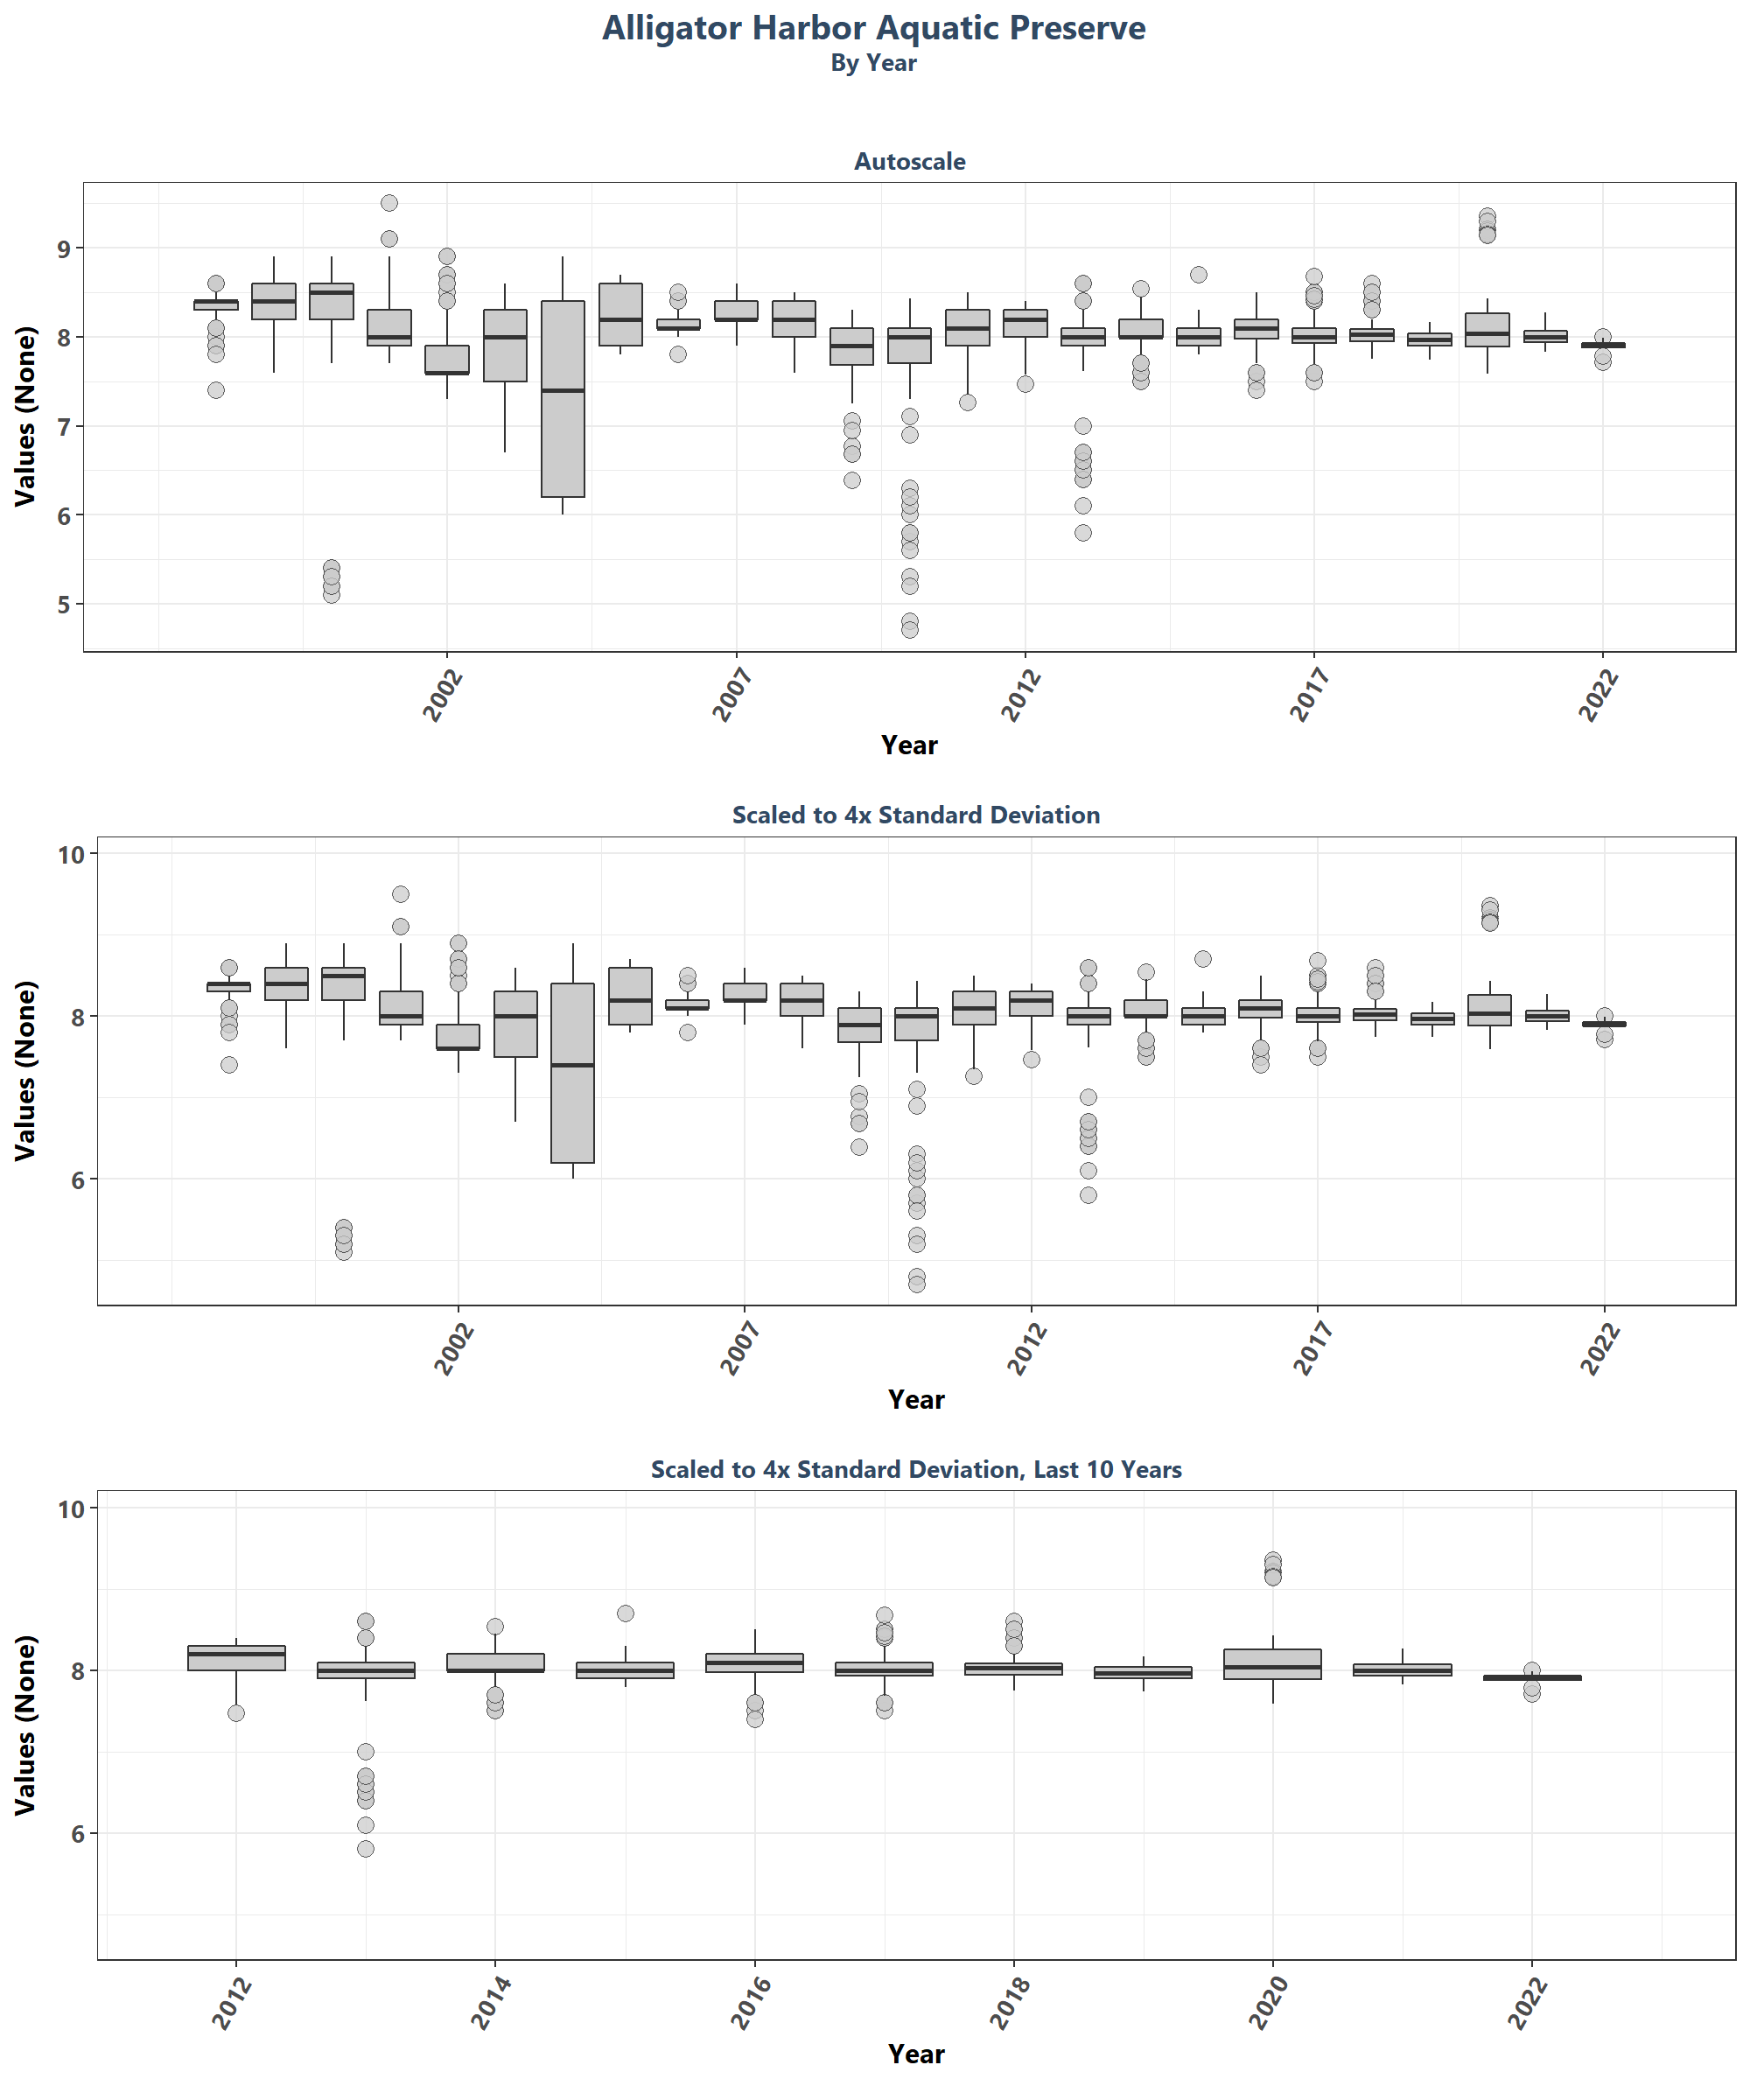 Alligator Harbor Aquatic Preserve
By Year
Autoscale
Values (None)
9
8
7
6
5
2002
2007
2012
2017
2022
Year
Scaled to 4x Standard Deviation
Values (None)
10
8
6
2002
2007
2012
2017
2022
Year
Scaled to 4x Standard Deviation, Last 10 Years
Values (None)
10
8
6
2012
2014
2016
2018
2020
2022
Year